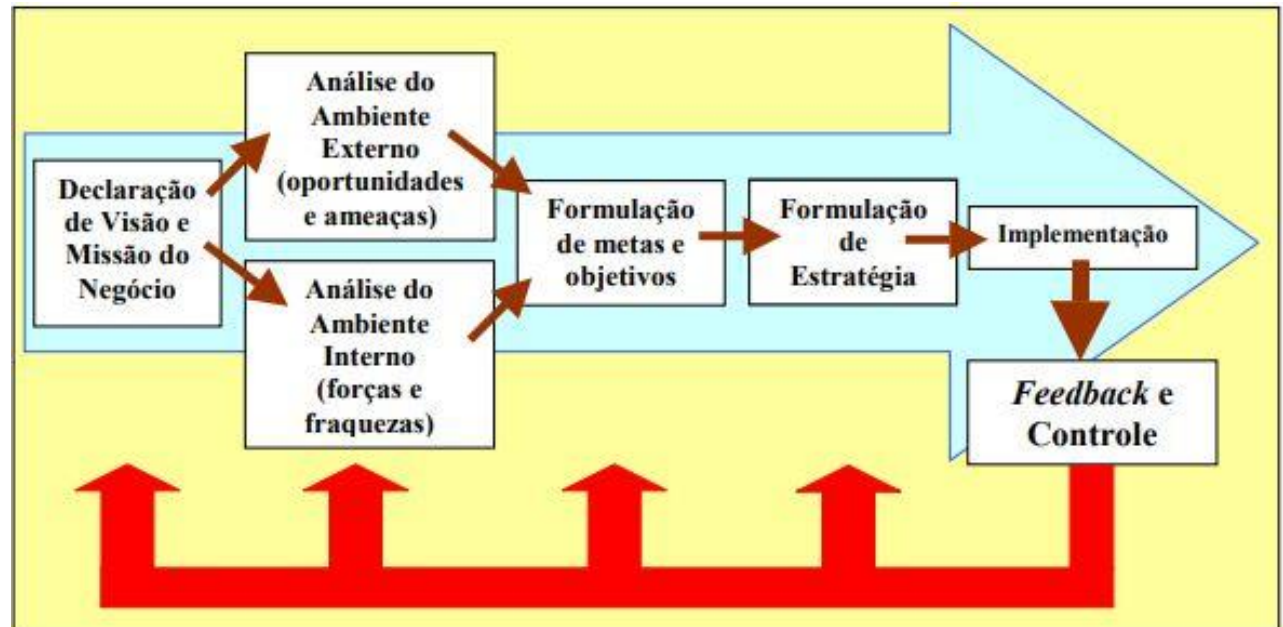 Declaração
de Visão e
Missão do
Negócio
Análise do
Ambiente
Externo
(oportunidades
e ameaças)
Análise do
Ambiente
Interno
(forças e
fraquezas)
Formulação
de metas e
objetivos
Formulação
de
Estratégia
Implementação
Feedback e
Controle